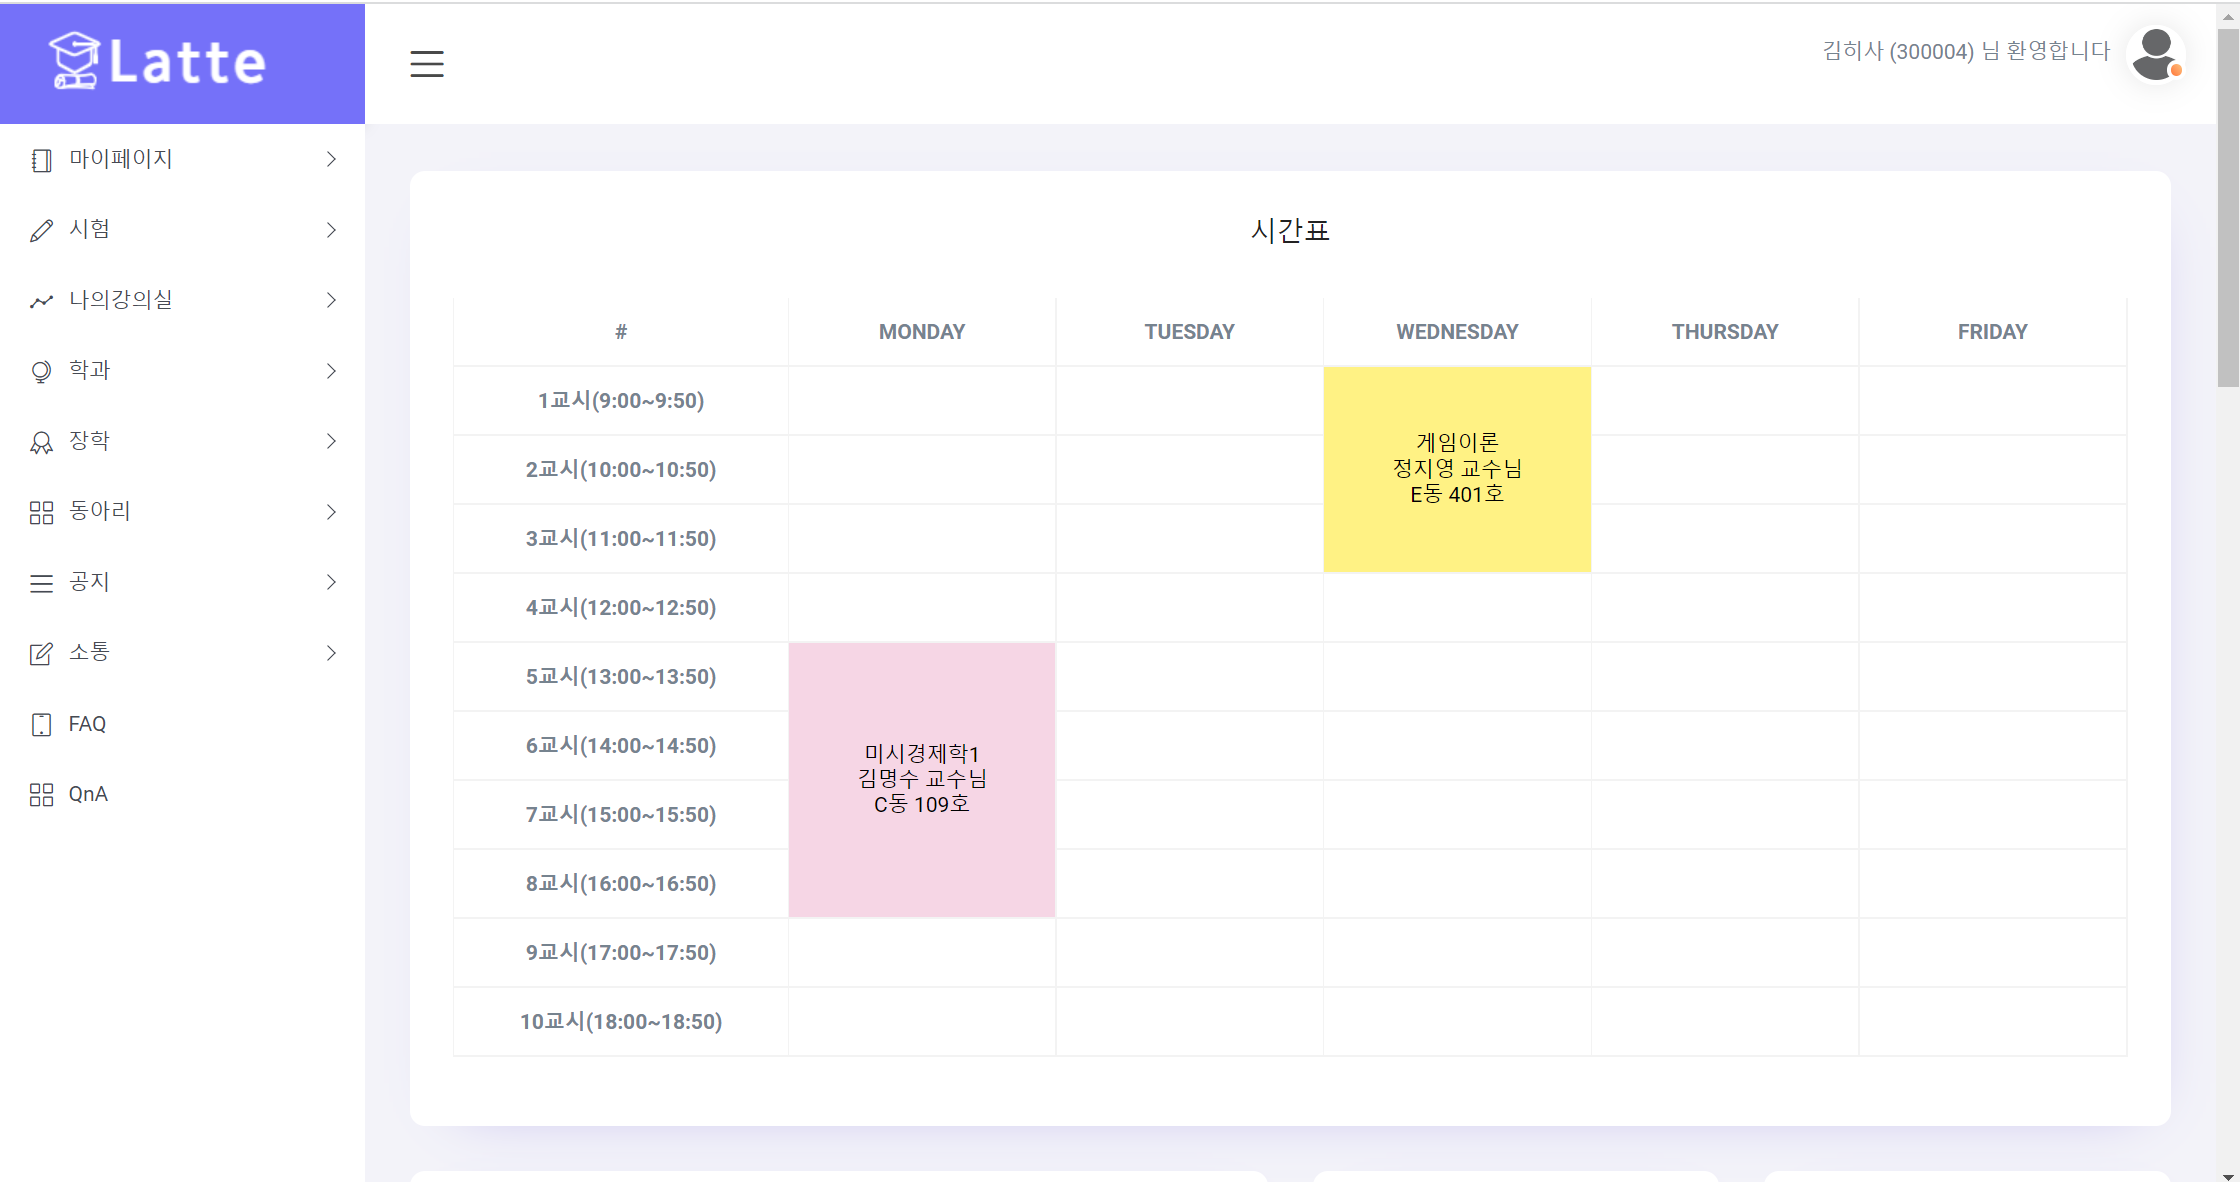 Latte
김히사 (300004) 님 환영합니다
마이페이지
시험
나의강의실
학과
장학
동아리
공지
소통
FAQ
QnA
시간표
# MONDAY TUESDAY WEDNESDAY THURSDAY FRIDAY
1교시(9:00~9:50)
2교시(10:00~10:50)
3교시(11:00~11:50)
게임이론
정지영 교수님
E동 401호
4교시(12:00~12:50)
5교시(13:00~13:50)
6교시(14:00~14:50)
7교시(15:00~15:50)
8교시(16:00~16:50)
미시경제학1
김명수 교수님
C동 109호
9교시(17:00~17:50)
10교시(18:00~18:50)